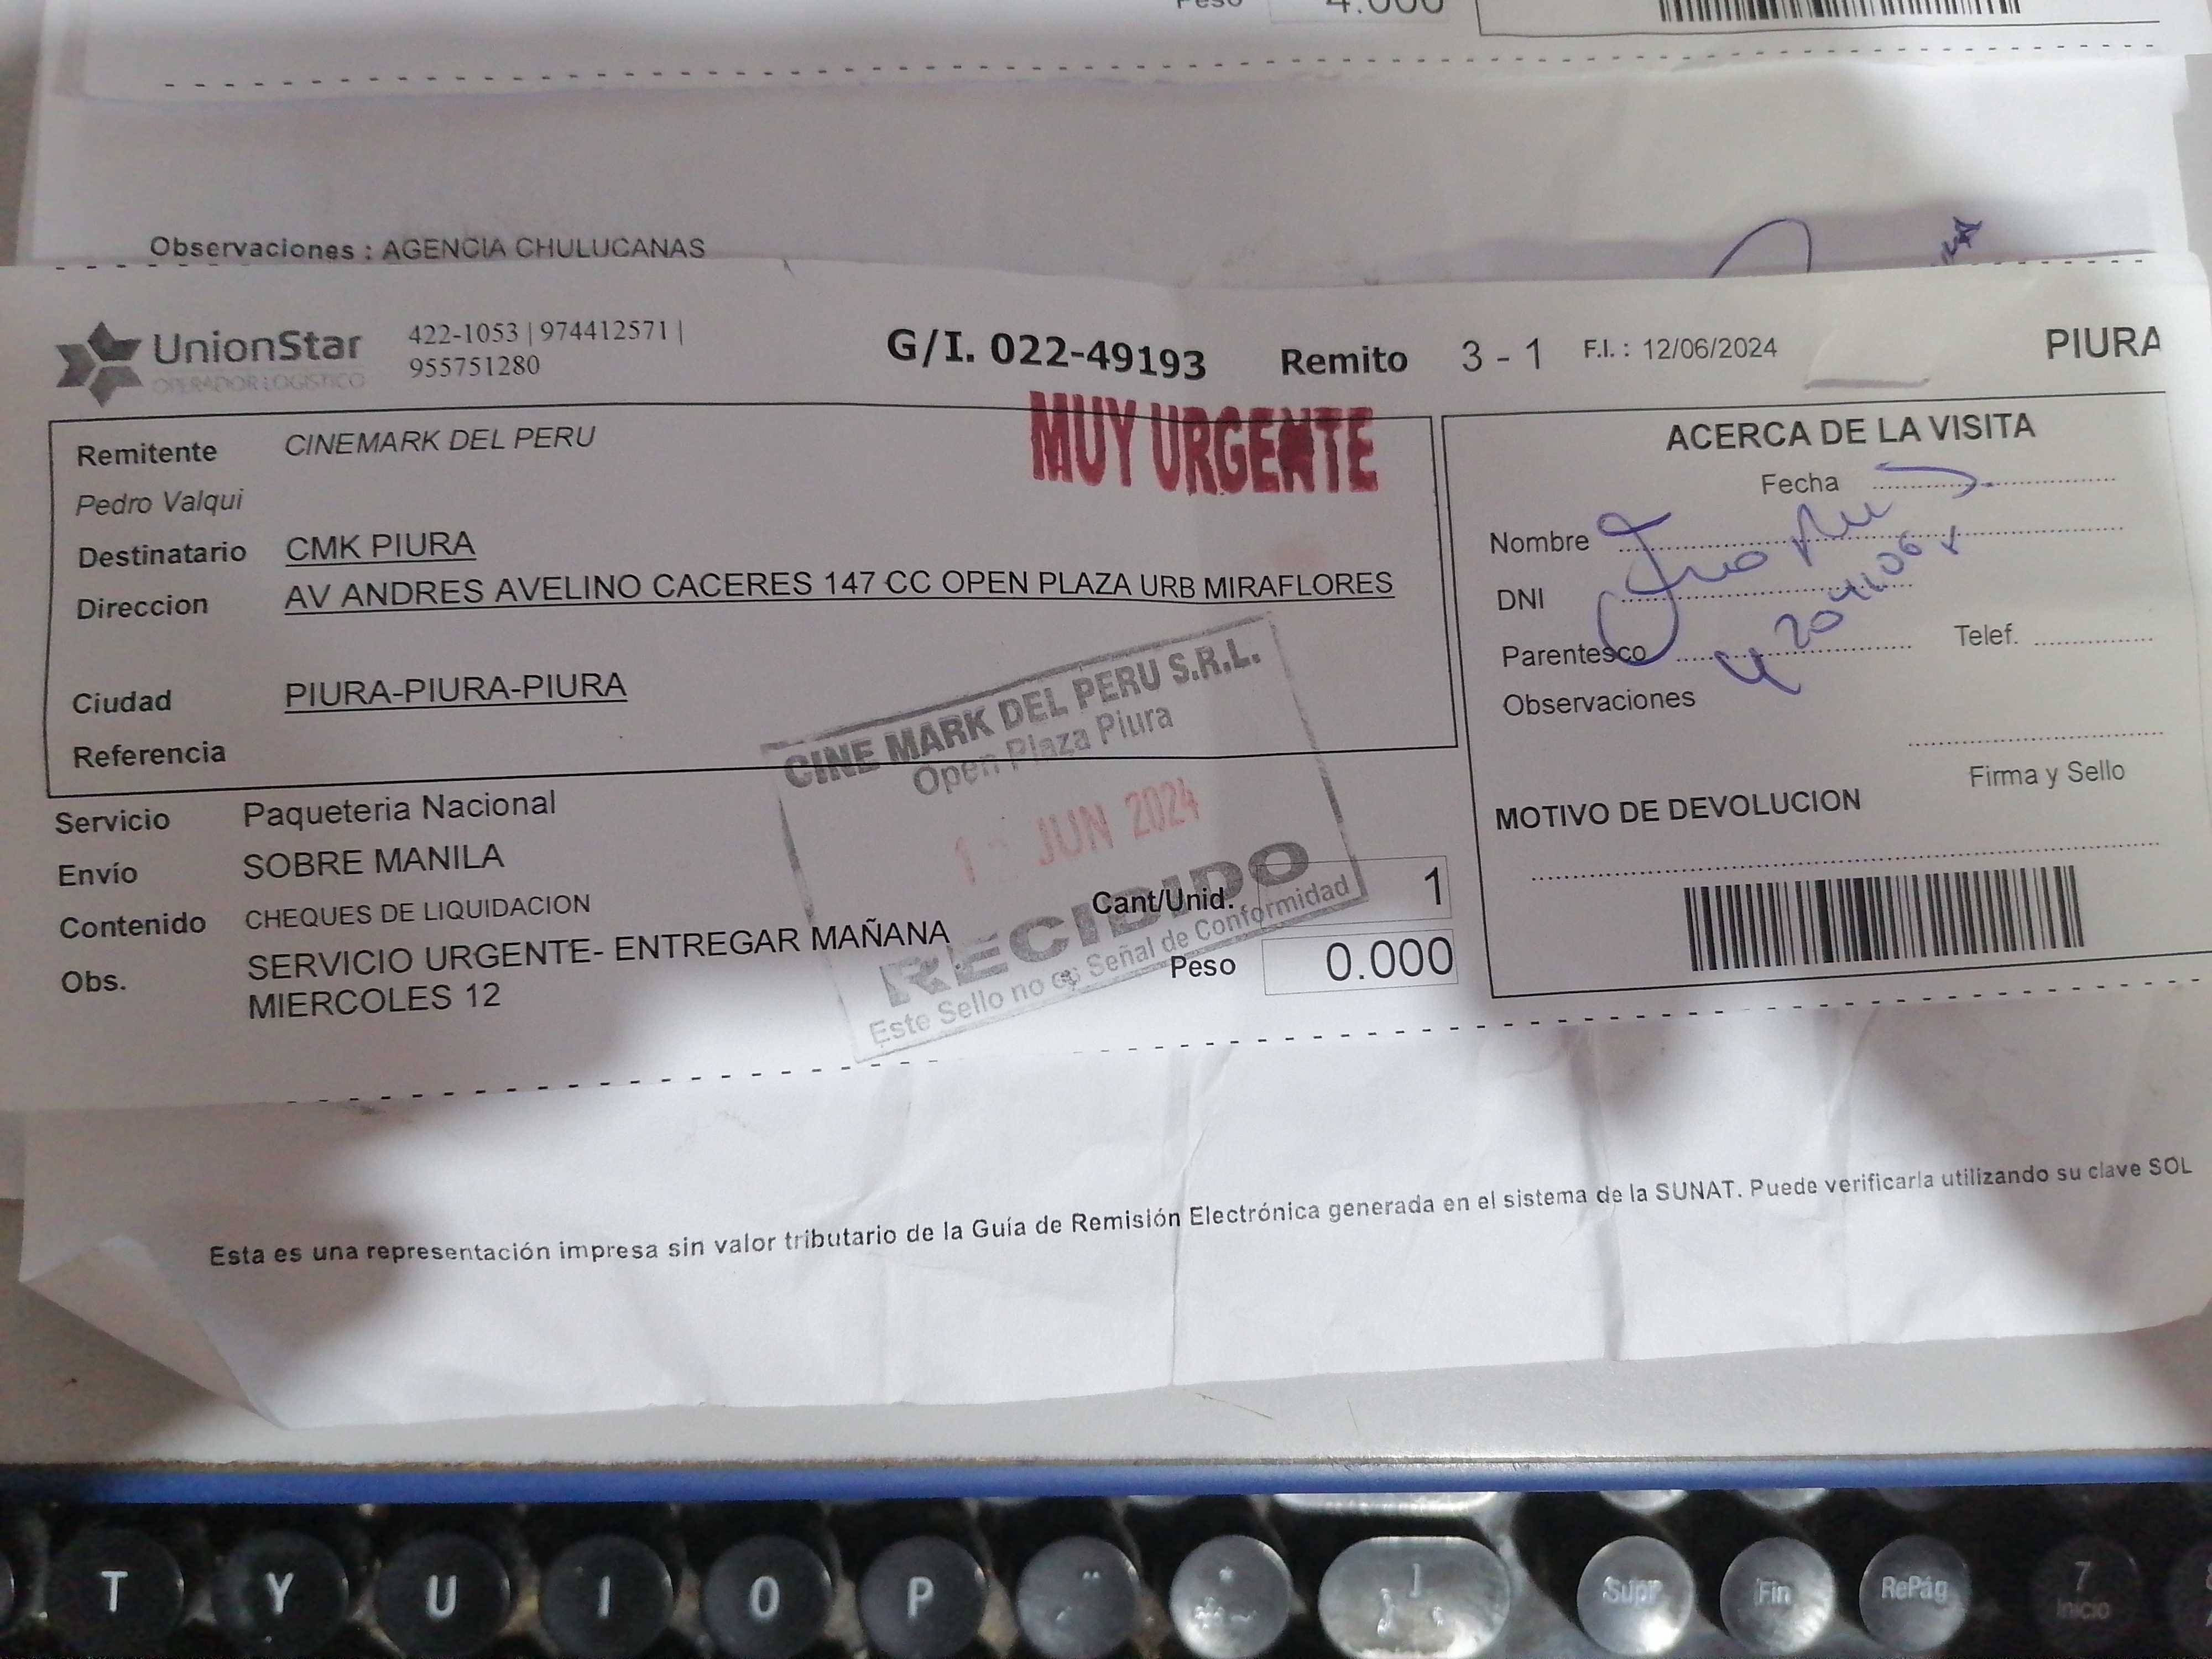 Peso 4.000
Observaciones : AGENCIA CHULUCANAS
UnionStar
OPERADOR LOGISTICO
422-1053 | 974412571 |
955751280
G/I. 022-49193 Remito 3 - 1 F.I. : 12/06/2024 PIURA
MUY URGENTE
Remitente CINEMARK DEL PERU
Pedro Valqui
Destinatario CMK PIURA
Direccion AV ANDRES AVELINO CACERES 147 CC OPEN PLAZA URB MIRAFLORES
Ciudad PIURA-PIURA-PIURA
Referencia
CINE MARK DEL PERU S.R.L.
Open Plaza Piura
JUN 2024
RECIBIDO
Este Sello no es Señal de Conformidad
Servicio Paqueteria Nacional
Envío SOBRE MANILA
Contenido CHEQUES DE LIQUIDACION
Obs. SERVICIO URGENTE- ENTREGAR MAÑANA
MIERCOLES 12
Cant/Unid. 1
Peso 0.000
ACERCA DE LA VISITA
Fecha
Nombre
DNI
Parentesco
Telef.
Observaciones
Firma y Sello
MOTIVO DE DEVOLUCION
Esta es una representación impresa sin valor tributario de la Guía de Remisión Electrónica generada en el sistema de la SUNAT. Puede verificarla utilizando su clave SOL
T Y U I O P
Supr Fin RePág 7
Inicio